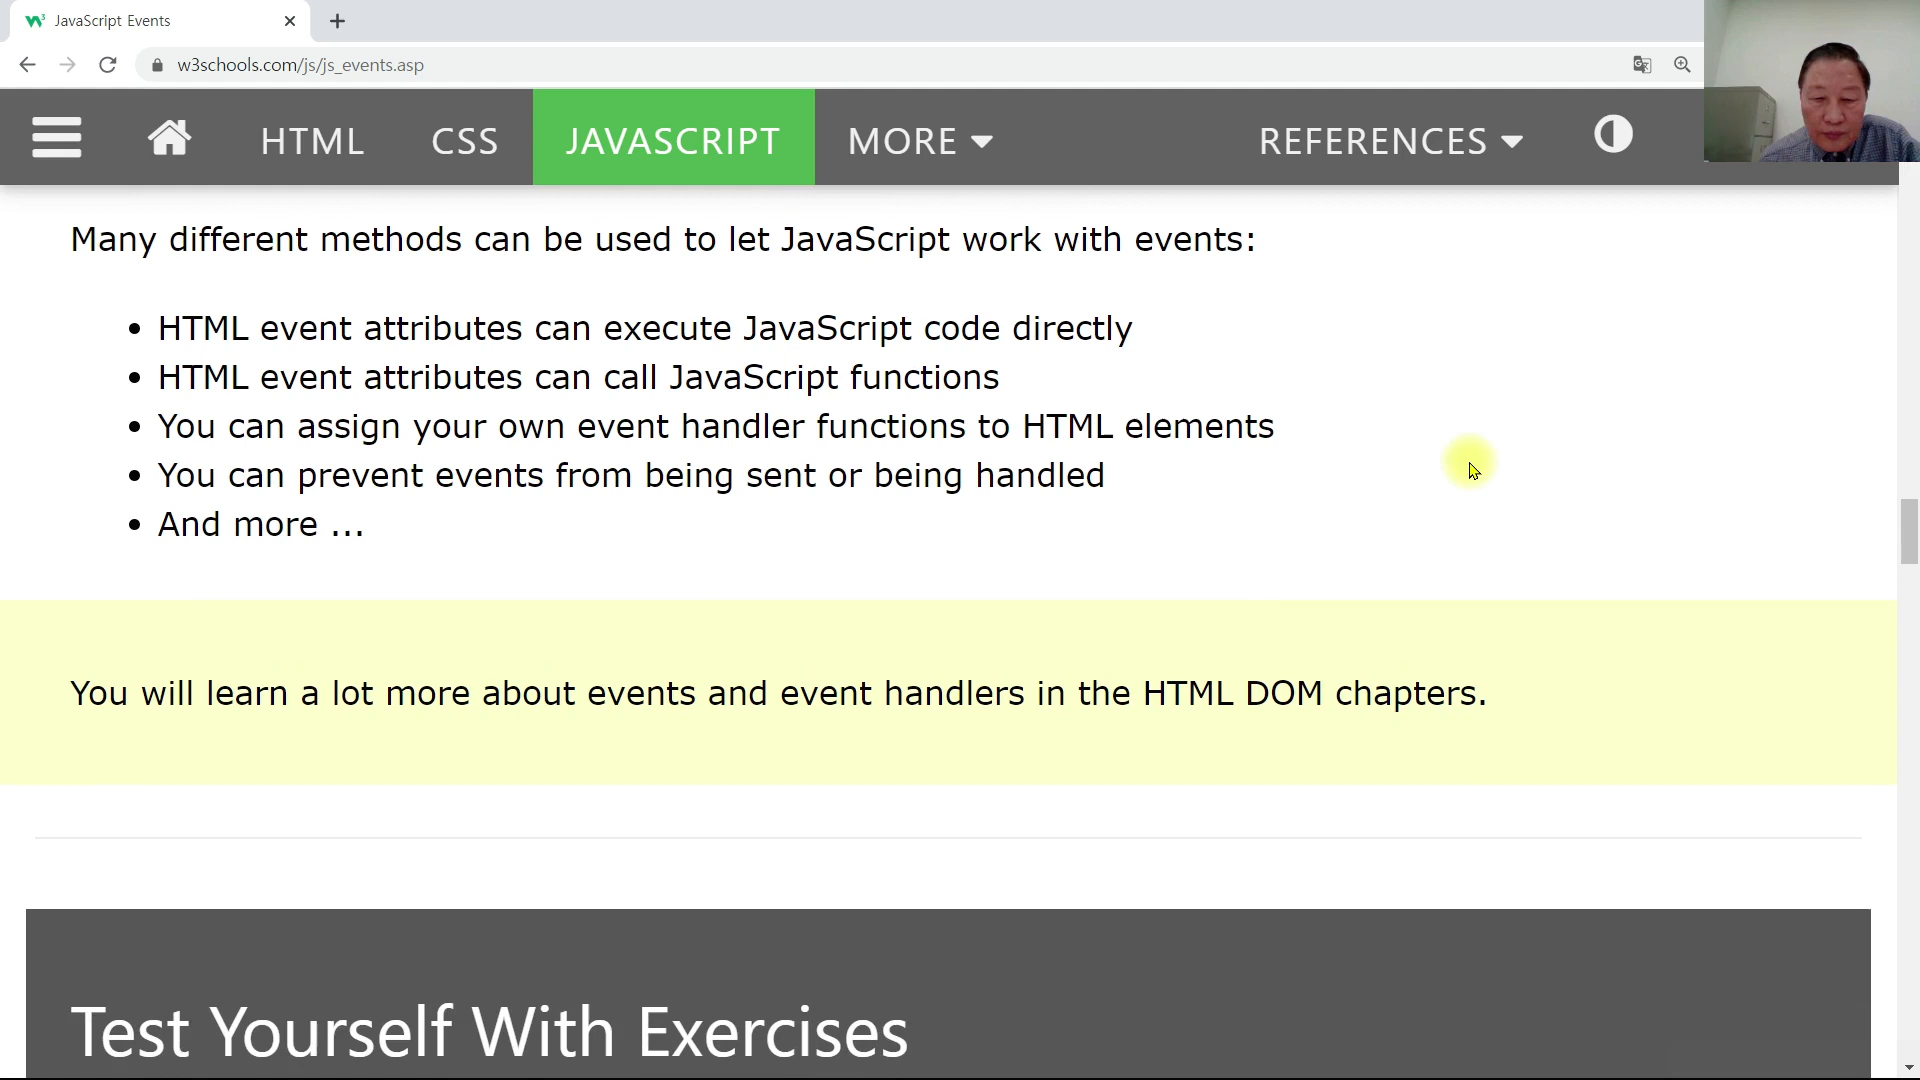 JavaScript Events
w3schools.com/js/js_events.asp
HTML CSS JAVASCRIPT MORE REFERENCES
Many different methods can be used to let JavaScript work with events:
• HTML event attributes can execute JavaScript code directly
• HTML event attributes can call JavaScript functions
• You can assign your own event handler functions to HTML elements
• You can prevent events from being sent or being handled
• And more ...
You will learn a lot more about events and event handlers in the HTML DOM chapters.
Test Yourself With Exercises